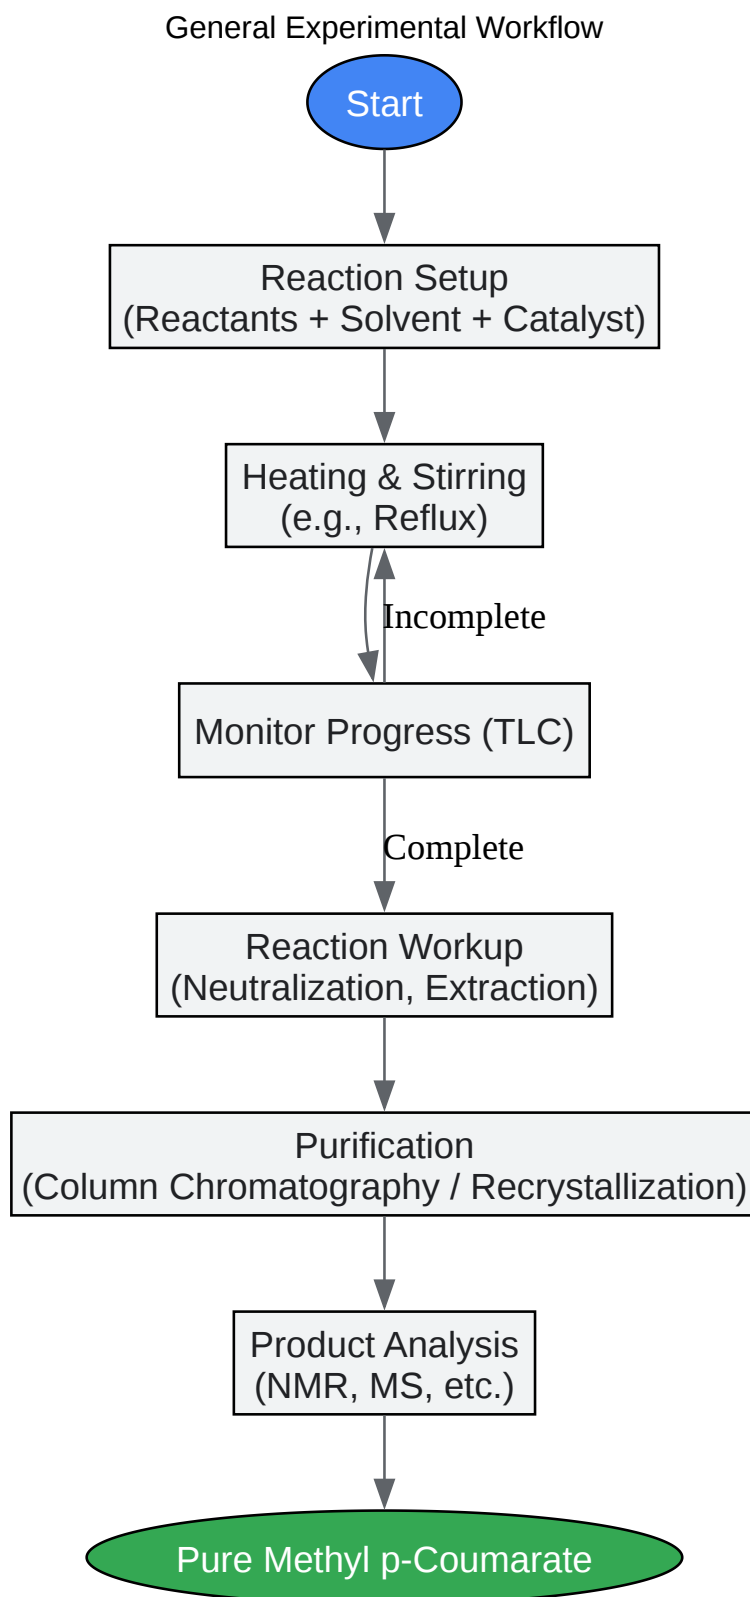 General Experimental Workflow
Start
Reaction Setup
(Reactants + Solvent + Catalyst)
Heating & Stirring
(e.g., Reflux)
Incomplete
Monitor Progress (TLC)
Complete
Reaction Workup
(Neutralization, Extraction)
Purification
(Column Chromatography / Recrystallization)
Product Analysis
(NMR, MS, etc.)
Pure Methyl p-Coumarate